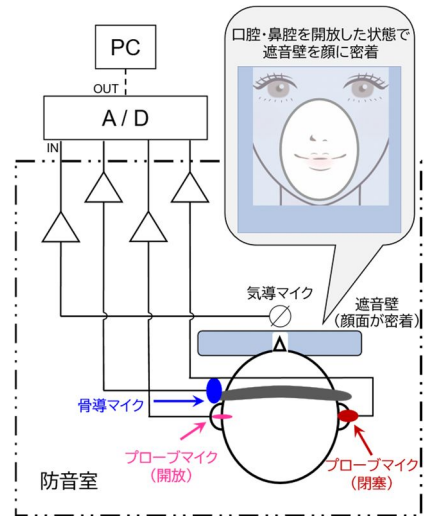 口腔・鼻腔を開放した状態で
遮音壁を顔に密着
PC
OUT
A / D
IN
気導マイク
遮音壁
(顔面が密着)
骨導マイク
プローブマイク
(開放)
プローブマイク
(閉塞)
防音室